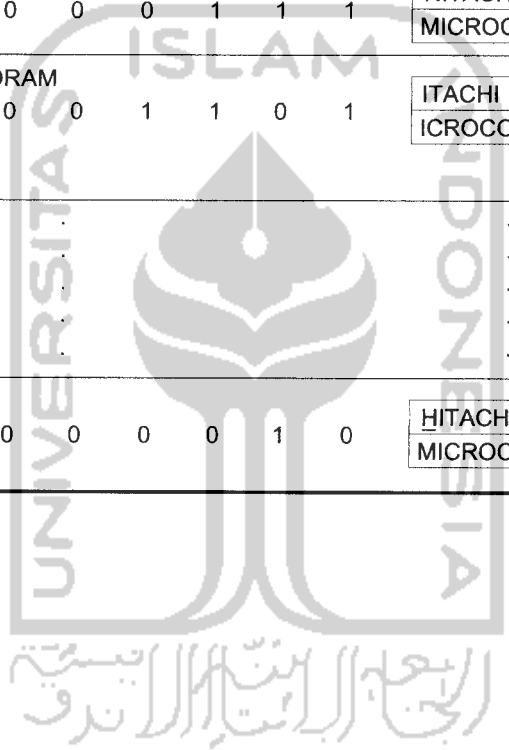 0 0 0 1 1 1
MICROC
ISLAM
DRAM
0 0 1 1 0 1
ITACHI
ICROCO
UNIVERSITAS
INDONESIA
0 0 0 0 1 0
HITACH
MICROC